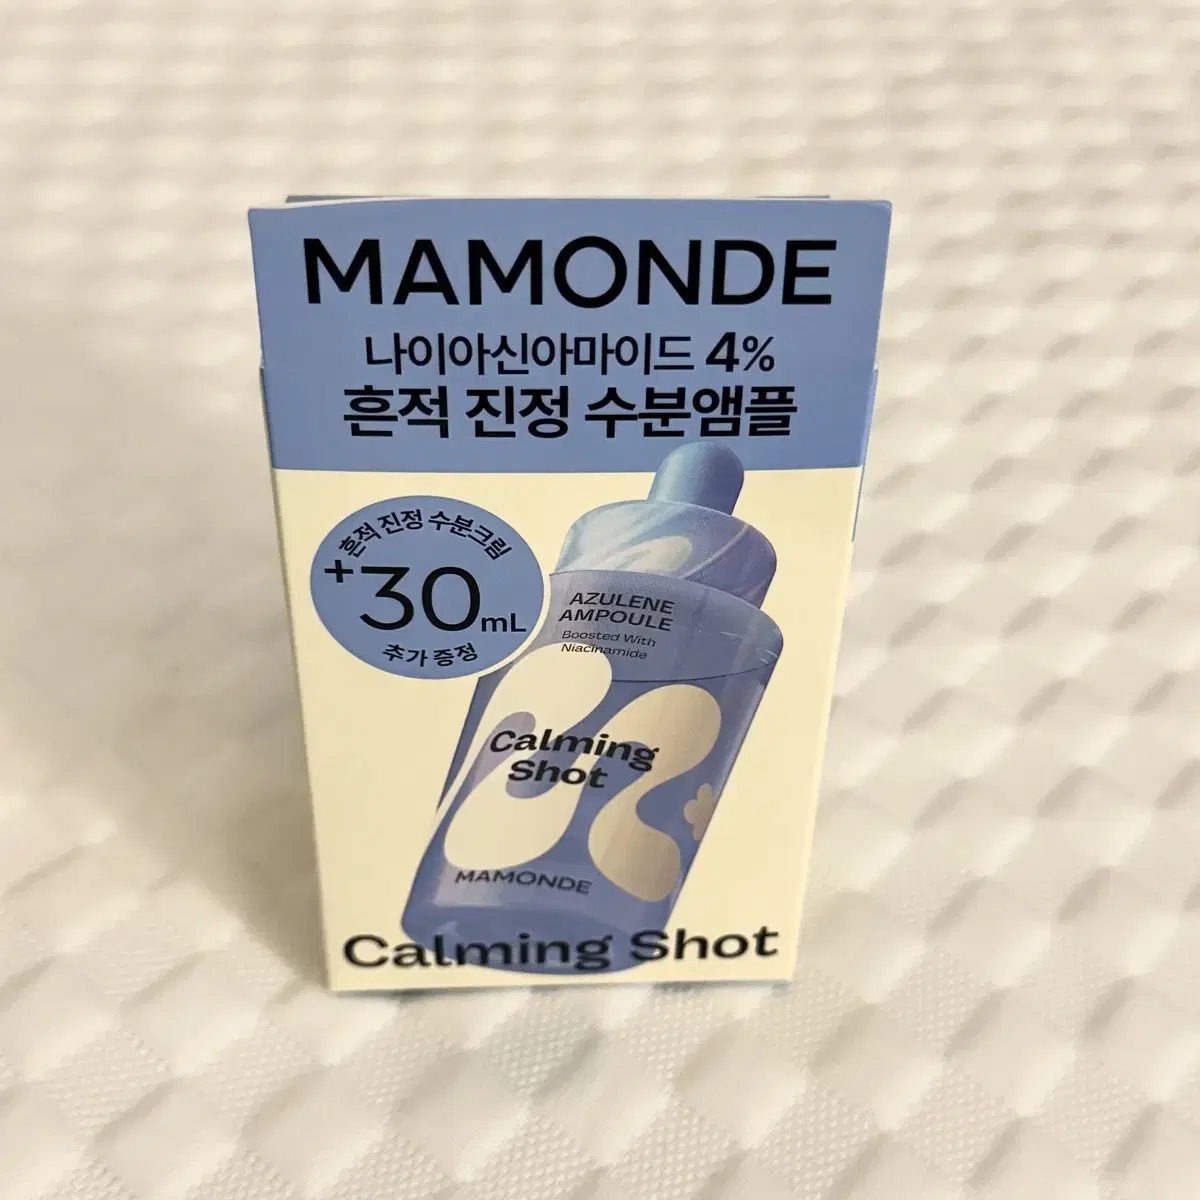 MAMONDE
나이아신아마이드 4%
흔적 진정 수분앰플
흔적 진정 수분크림
+30mL
추가 증정
AZULENE
AMPOULE
Boosted With
Niacinamide
Calming
Shot
MAMONDE
Calming Shot